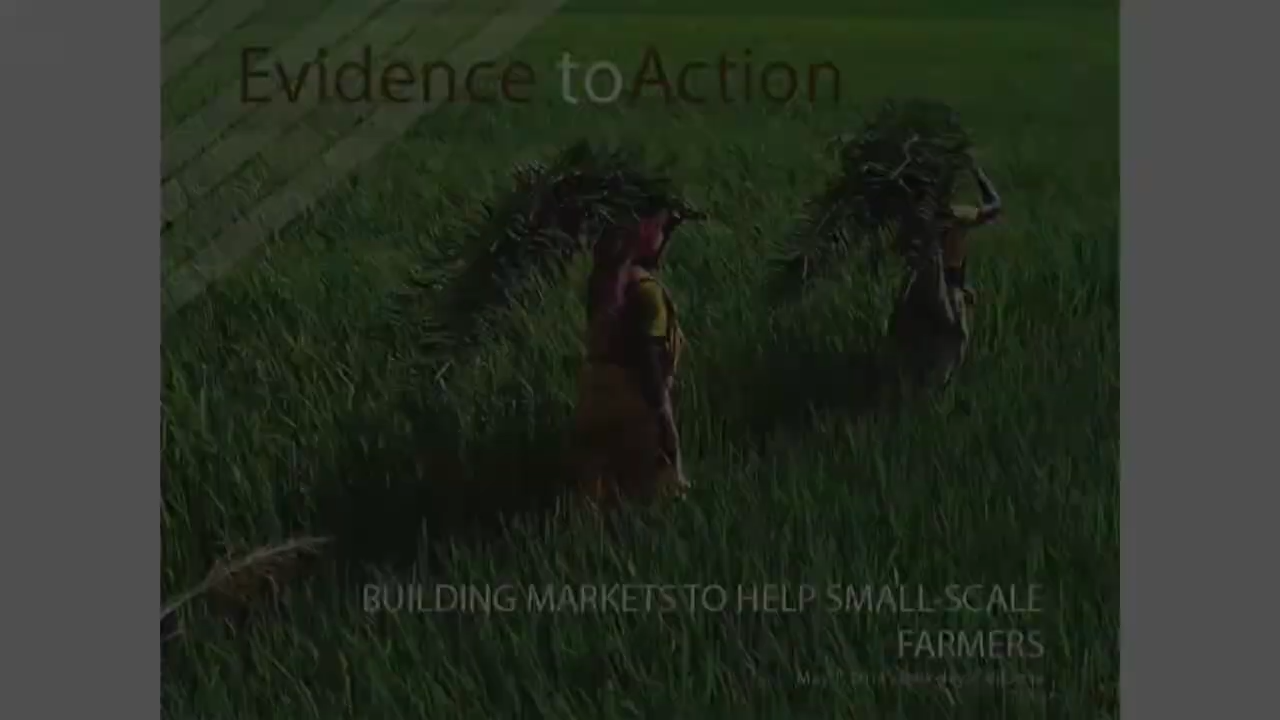 Evidence to Action
BUILDING MARKETS TO HELP SMALL-SCALE
FARMERS